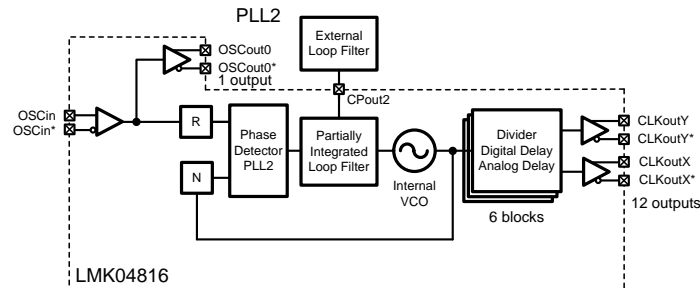 PLL2
OSCout0
OSCout0*
1 output
External
Loop Filter
CPout2
OSCin
OSCin*
R
N
Phase
Detector
PLL2
Partially
Integrated
Loop Filter
Internal
VCO
Divider
Digital Delay
Analog Delay
6 blocks
CLKoutY
CLKoutY*
CLKoutX
CLKoutX*
12 outputs
LMK04816